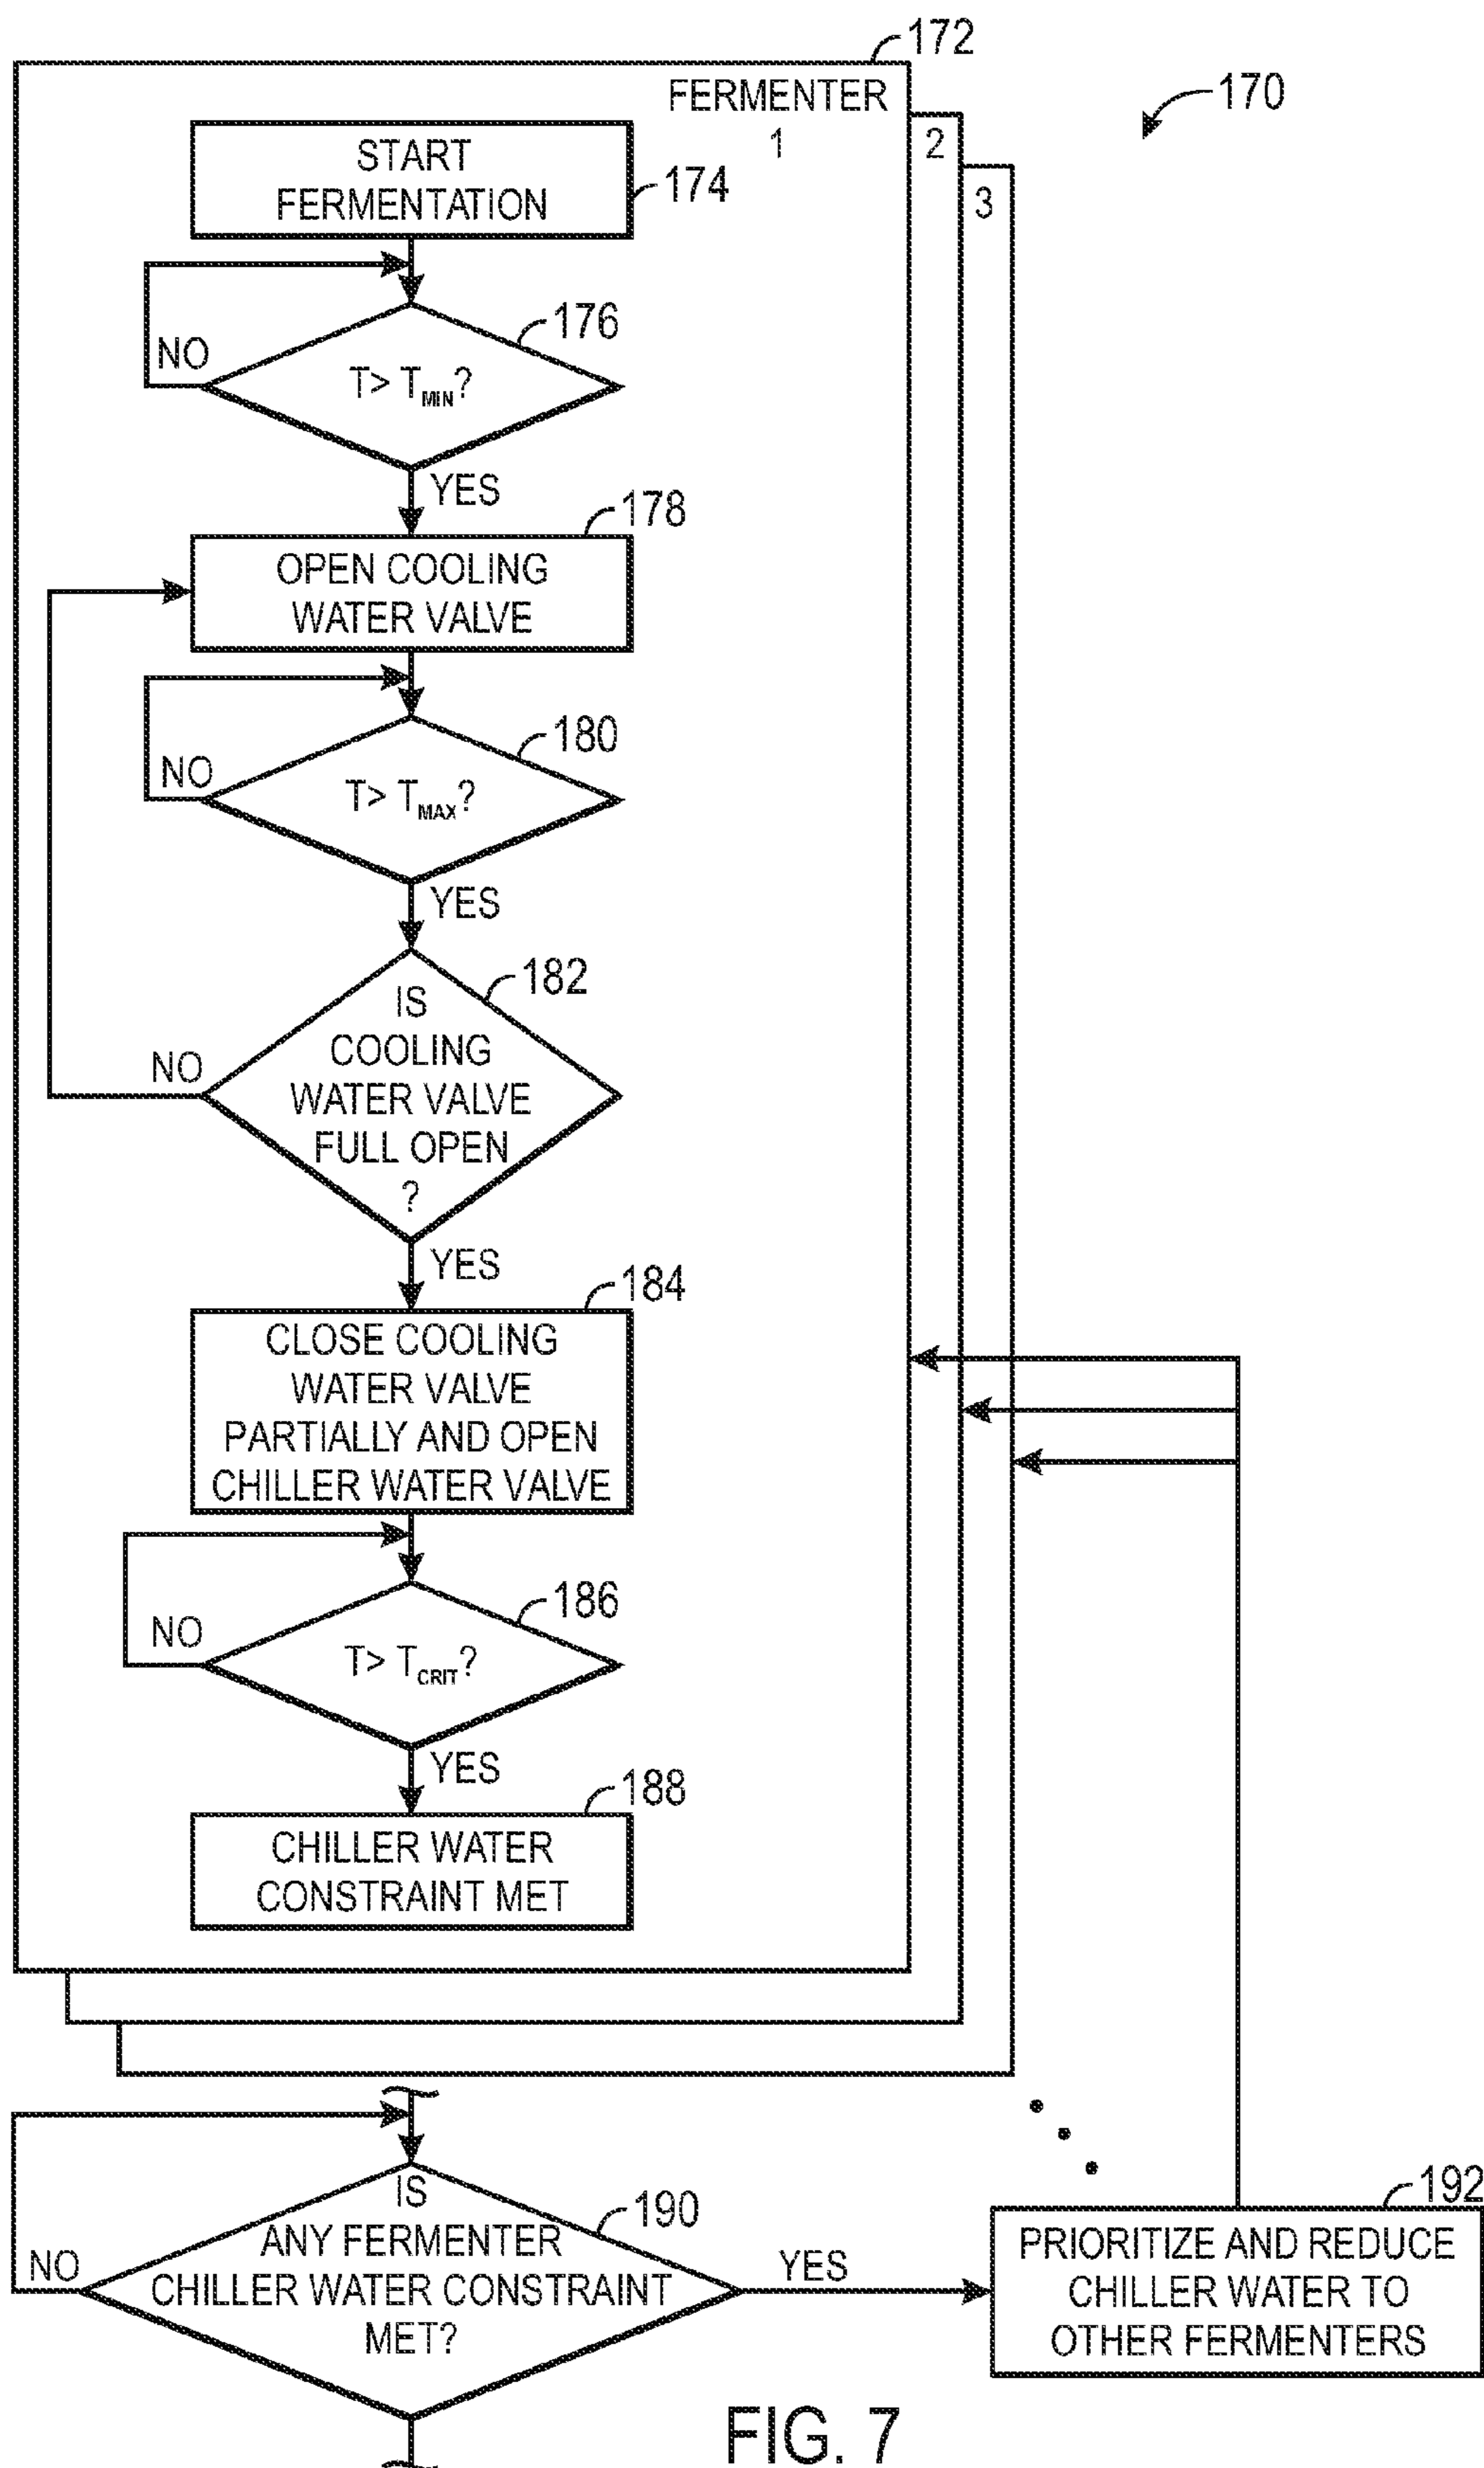 172
FERMENTER
1
2
3
170
START
FERMENTATION
174
176
NO
T> TMIN?
YES
178
OPEN COOLING
WATER VALVE
180
NO
T> TMAX?
YES
182
IS
COOLING
WATER VALVE
FULL OPEN
?
NO
YES
184
CLOSE COOLING
WATER VALVE
PARTIALLY AND OPEN
CHILLER WATER VALVE
186
NO
T> TCRIT?
YES
188
CHILLER WATER
CONSTRAINT MET
190
IS
ANY FERMENTER
CHILLER WATER CONSTRAINT
MET?
NO
YES
192
PRIORITIZE AND REDUCE
CHILLER WATER TO
OTHER FERMENTERS
FIG. 7